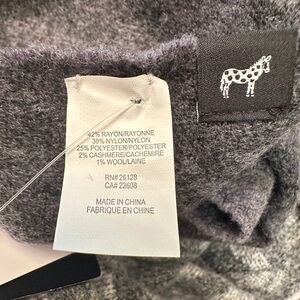 42% RAYON/RAYONNE
30% NYLON/NYLON
25% POLYESTER/POLYESTER
2% CASHMERE/CACHEMIRE
1% WOOL/LAINE
RN# 26128
CA# 22608
MADE IN CHINA
FABRIQUE EN CHINE